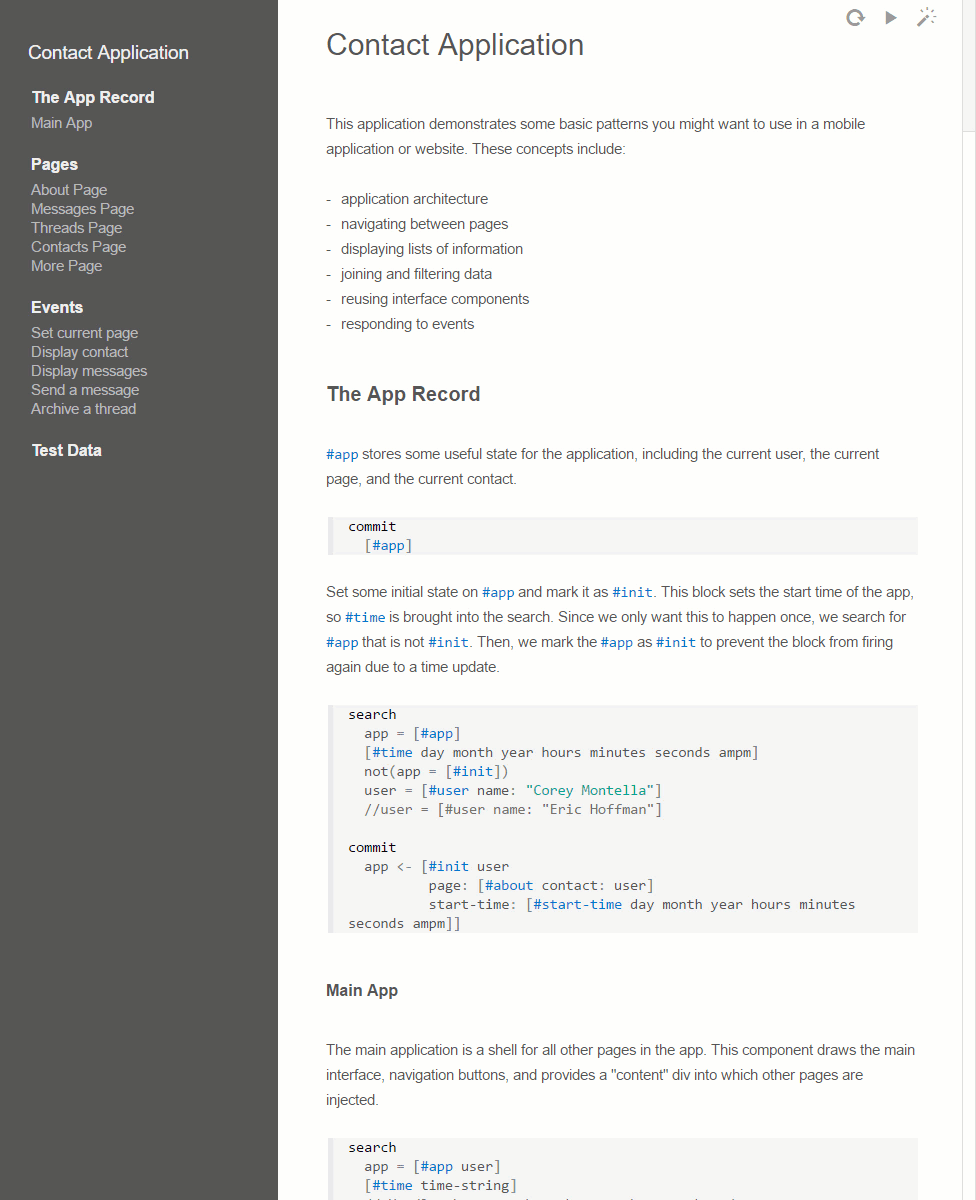 Contact Application
The App Record
Main App
Pages
About Page
Messages Page
Threads Page
Contacts Page
More Page
Events
Set current page
Display contact
Display messages
Send a message
Archive a thread
Test Data
Contact Application
This application demonstrates some basic patterns you might want to use in a mobile
application or website. These concepts include:
- application architecture
- navigating between pages
- displaying lists of information
- joining and filtering data
- reusing interface components
- responding to events
The App Record
#app stores some useful state for the application, including the current user, the current
page, and the current contact.
commit
  [#app]
Set some initial state on #app and mark it as #init. This block sets the start time of the app,
so #time is brought into the search. Since we only want this to happen once, we search for
#app that is not #init. Then, we mark the #app as #init to prevent the block from firing
again due to a time update.
search
  app = [#app]
  [#time day month year hours minutes seconds ampm]
  not(app = [#init])
  user = [#user name: "Corey Montella"]
  //user = [#user name: "Eric Hoffman"]
commit
  app <- [#init user
          page: [#about contact: user]
          start-time: [#start-time day month year hours minutes
seconds ampm]]
Main App
The main application is a shell for all other pages in the app. This component draws the main
interface, navigation buttons, and provides a "content" div into which other pages are
injected.
search
  app = [#app user]
  [#time time-string]